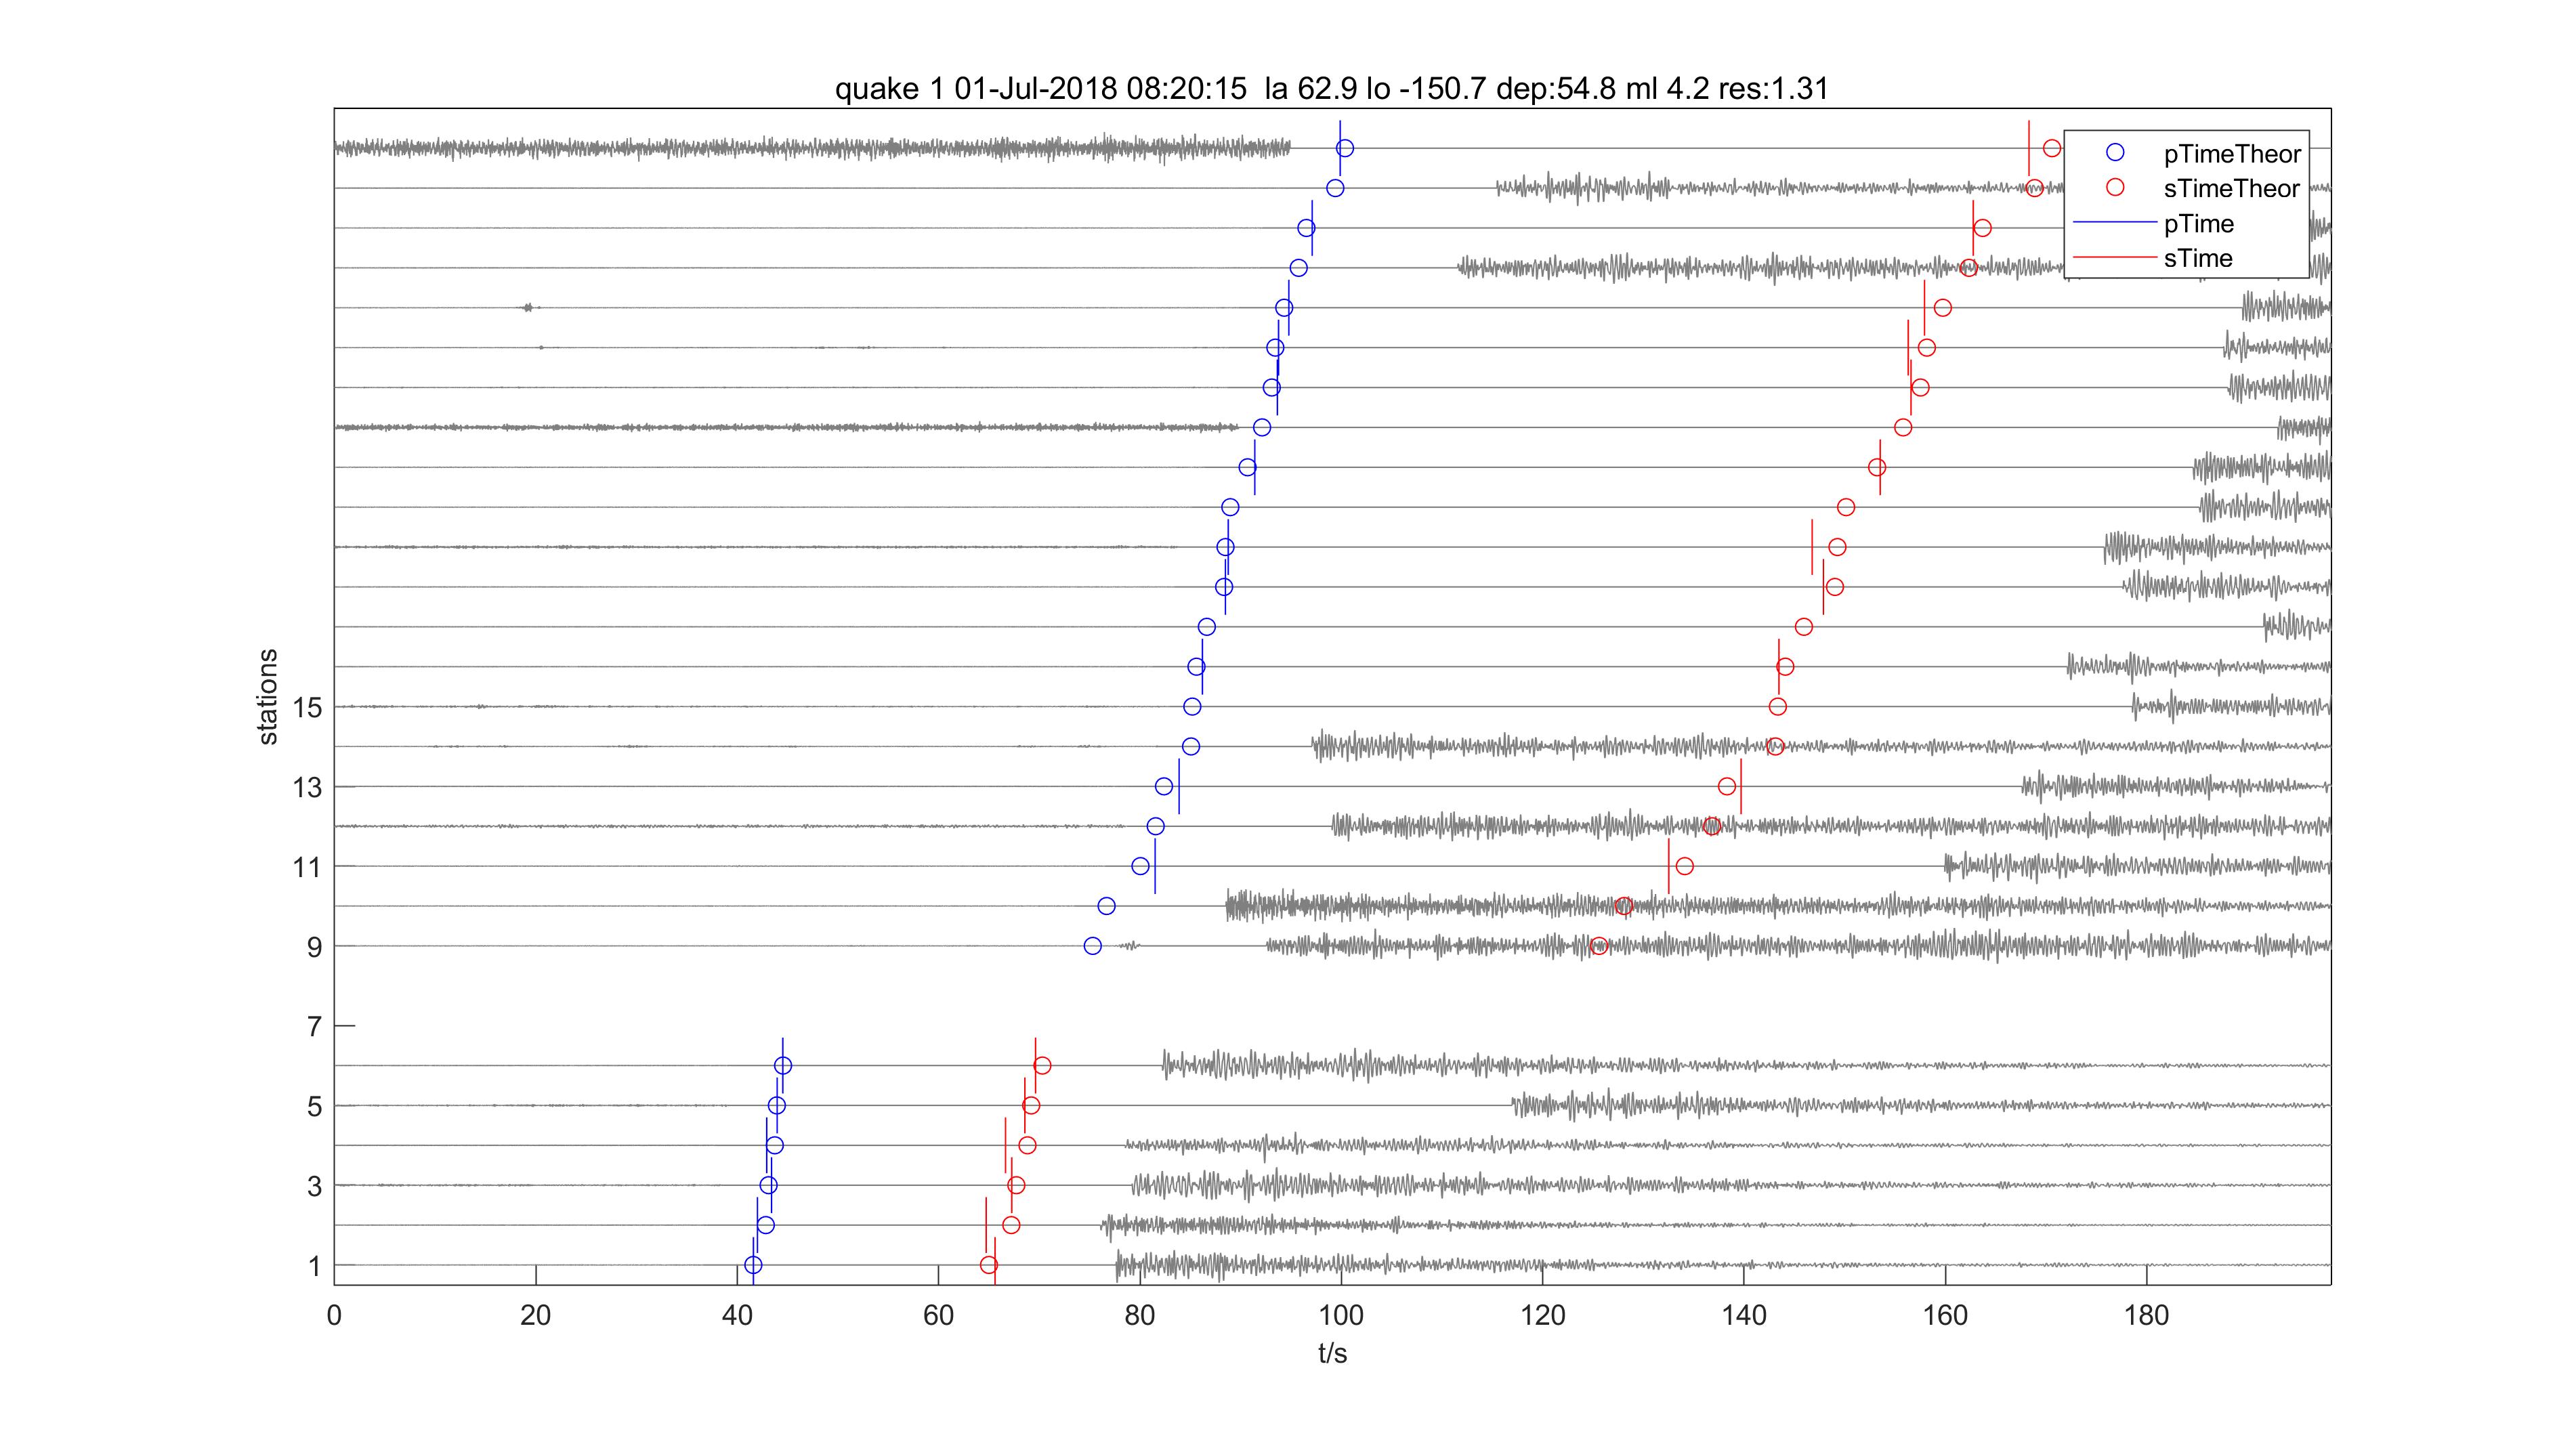 quake 1 01-Jul-2018 08:20:15  la 62.9 lo -150.7 dep:54.8 ml 4.2 res:1.31
pTimeTheor
sTimeTheor
pTime
sTime
stations
15
13
11
9
7
5
3
1
0 20 40 60 80 100 120 140 160 180
t/s